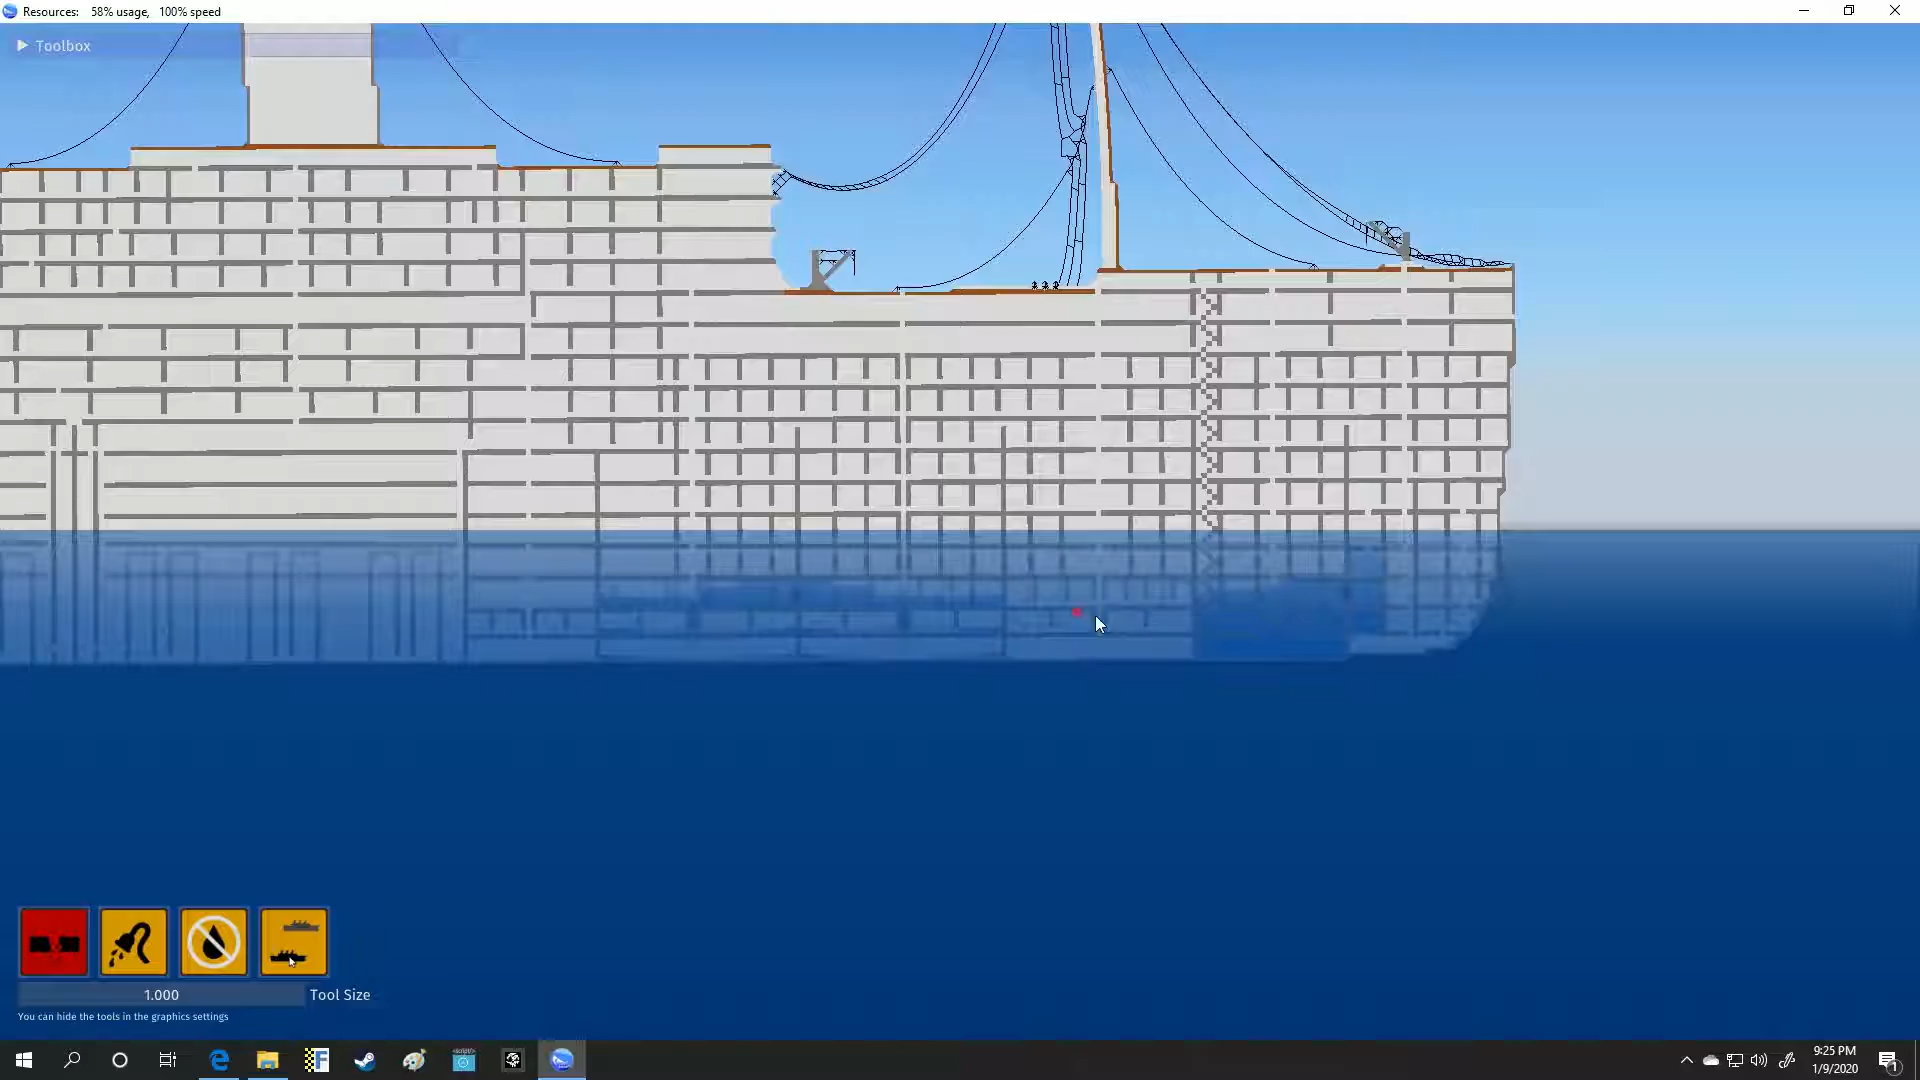 Resources: 58% usage, 100% speed
Toolbox
1.000 Tool Size
You can hide the tools in the graphics settings
9:25 PM
1/9/2020